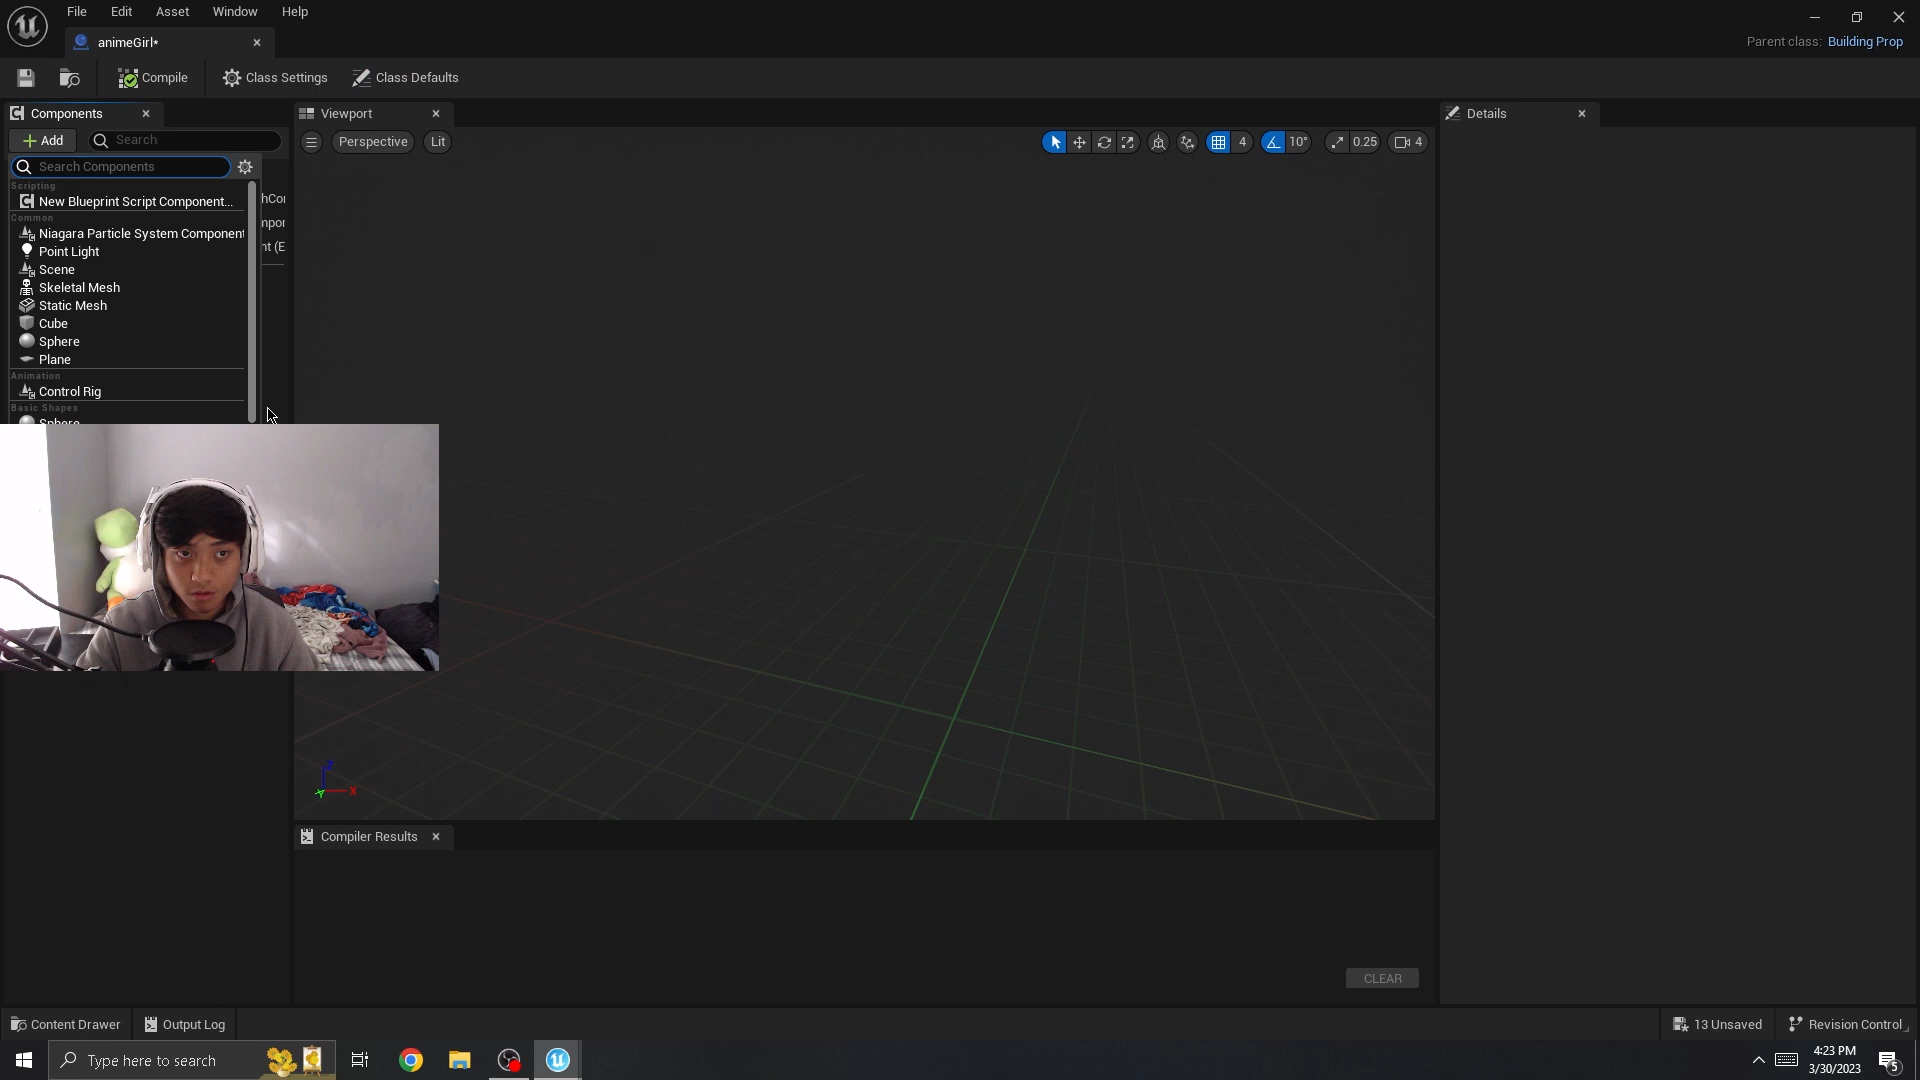 File Edit Asset Window Help
animeGirl*
Parent class: Building Prop
Compile Class Settings Class Defaults
Components
Viewport
Details
Add
Search
Perspective
Lit
4
10°
0.25
4
Search Components
Scripting
New Blueprint Script Component...
Common
Niagara Particle System Component
Point Light
Scene
Skeletal Mesh
Static Mesh
Cube
Sphere
Plane
Animation
Control Rig
Basic Shapes
Sphere
Z
X
Y
Compiler Results
CLEAR
Content Drawer
Output Log
13 Unsaved
Revision Control
Type here to search
4:23 PM
3/30/2023
5